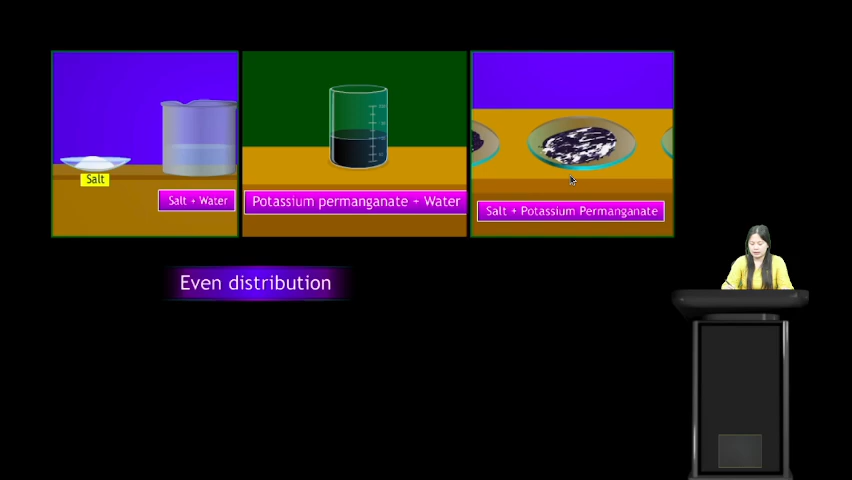 Salt
Salt + Water
Potassium permanganate + Water
Salt + Potassium Permanganate
Even distribution